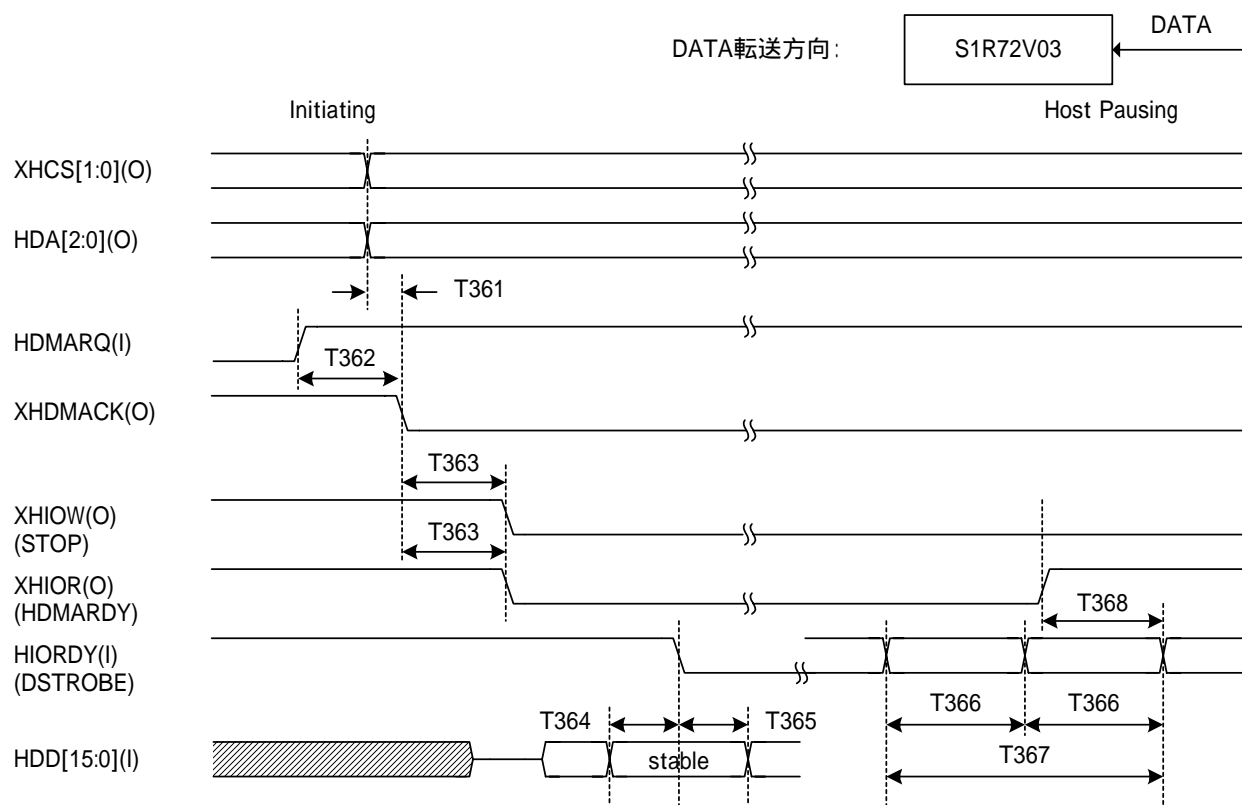 DATA転送方向:
S1R72V03
DATA
Initiating
Host Pausing
XHCS[1:0](O)
HDA[2:0](O)
T361
HDMARQ(I)
T362
XHDMACK(O)
T363
XHIOW(O)
(STOP)
T363
XHIOR(O)
(HDMARDY)
T368
HIORDY(I)
(DSTROBE)
T364
T365
T366
T366
HDD[15:0](I)
stable
T367